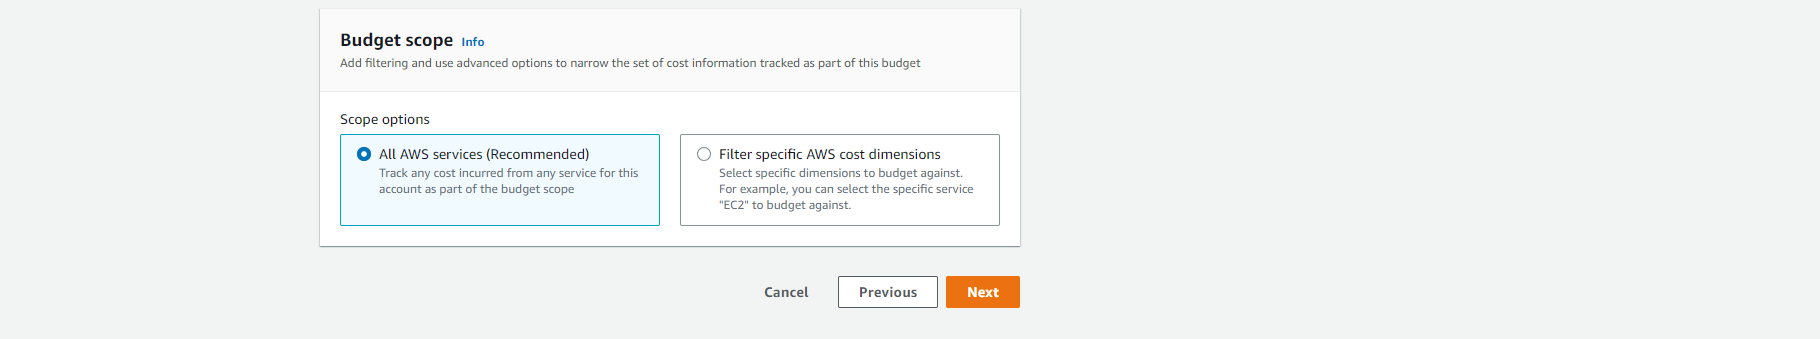 Budget scope Info
Add filtering and use advanced options to narrow the set of cost information tracked as part of this budget
Scope options
All AWS services (Recommended)
Track any cost incurred from any service for this
account as part of the budget scope
Filter specific AWS cost dimensions
Select specific dimensions to budget against.
For example, you can select the specific service
"EC2" to budget against.
Cancel
Previous
Next